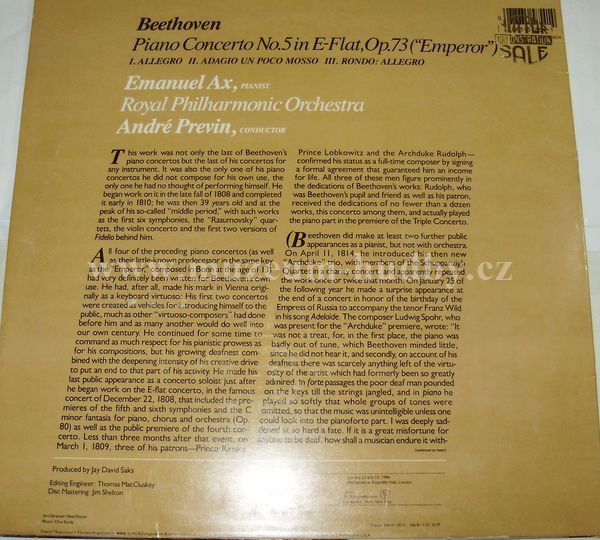 Beethoven
Piano Concerto No.5 in E-Flat, Op.73 ("Emperor")
I. ALLEGRO II. ADAGIO UN POCO MOSSO III. RONDO: ALLEGRO
SALE
Emanuel Ax, PIANIST
Royal Philharmonic Orchestra
André Previn, CONDUCTOR
This work was not only the last of Beethoven's
piano concertos but the last of his concertos for
any instrument. It was also the only one of his piano
concertos he did not compose for his own use, the
only one he had no thought of performing himself. He
began work on it in the late fall of 1808 and completed
it early in 1810; he was then 39 years old and at the
peak of his so-called "middle period," with such works
as the first six symphonies, the "Rasumovsky" quar-
tets, the violin concerto and the first two versions of
Fidelio behind him.
All four of the preceding piano concertos (as well
as their little-known predecessor in the same key
had very definitely been written for Beethoven's own
use. He had, after all, made his mark in Vienna origi-
nally as a keyboard virtuoso: His first two concertos
were created as vehicles for introducing himself to the
public, much as other "virtuoso-composers" had done
before him and as many another would do well into
our own century. He continued for some time to
command as much respect for his pianistic prowess as
for his compositions, but his growing deafness com-
bined with the deepening intensity of his creative drive
to put an end to that part of his activity. He made his
last public appearance as a concerto soloist just after
he began work on the E-flat concerto, in the famous
concert of December 22, 1808, that included the pre-
mieres of the fifth and sixth symphonies and the C
minor fantasia for piano, chorus and orchestra (Op.
80) as well as the public premiere of the fourth con-
certo. Less than three months after that event, on
March 1, 1809, three of his patrons—Prince Kinsky,
Prince Lobkowitz and the Archduke Rudolph—
confirmed his status as a full-time composer by signing
a formal agreement that guaranteed him an income
for life. All three of these men figure prominently in
the dedications of Beethoven's works: Rudolph, who
was Beethoven's pupil and friend as well as his patron,
received the dedications of no fewer than a dozen
works, this concerto among them, and actually played
the piano part in the premiere of the Triple Concerto.
(Beethoven did make at least two further public
appearances as a pianist, but not with orchestra.
On April 11, 1814, he introduced his then new
"Archduke" trio, with members of the Schuppanzigh
Quartet
the work once or twice that month. On January 25 of
the following year he made a surprise appearance at
the end of a concert in honor of the birthday of the
Empress of Russia to accompany the tenor Franz Wild
in his song Adelaide. The composer Ludwig Spohr, who
was present for the "Archduke" premiere, wrote: "It
was not a treat, for, in the first place, the piano was
badly out of tune, which Beethoven minded little,
since he did not hear it, and secondly, on account of his
deafness there was scarcely anything left of the virtu-
osity of the artist which had formerly been so greatly
admired. In forte passages the poor deaf man pounded
on the keys till the strings jangled, and in piano he
played so softly that whole groups of tones were
omitted, so that the music was unintelligible unless one
could look into the pianoforte part. I was deeply sad-
dened at so hard a fate. If it is a great misfortune for
anyone to be deaf, how shall a musician endure it with-
(continued on insert)
Produced by Jay David Saks
Editing Engineer: Thomas MacCluskey
Disc Mastering: Jim Shelton